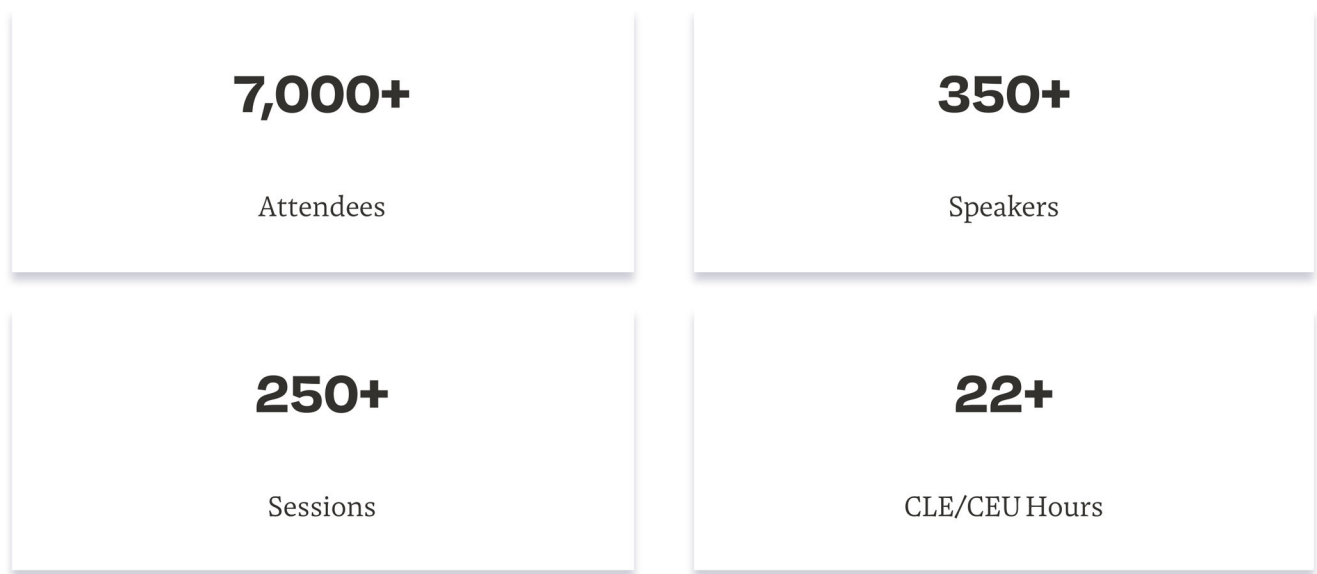 7,000+
Attendees
350+
Speakers
250+
Sessions
22+
CLE/CEU Hours